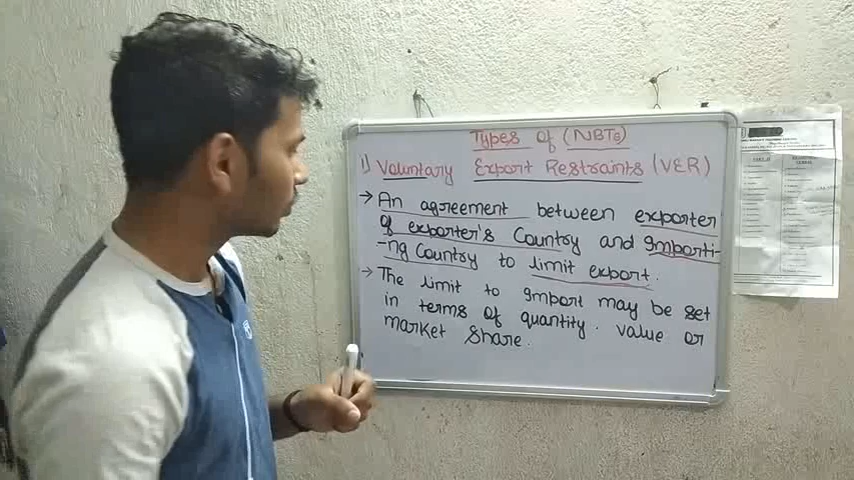 Types of (NBTs)
1) Voluntary Export Restraints (VER)
→ An agreement between exporter
of exporter's Country and Importi-
-ng Country to limit export.
→ The limit to Import may be set
in terms of quantity. value or
market share.